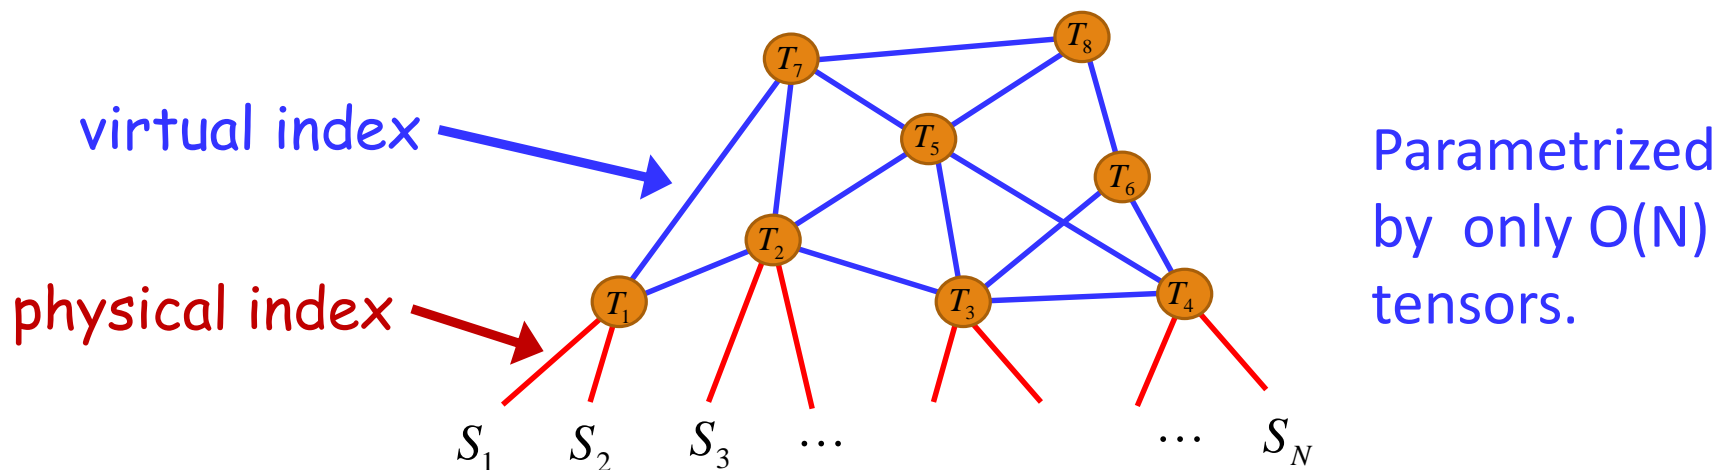 T₇
T₈
virtual index
T₅
Parametrized
T₆
by only O(N)
T₂
physical index
T₁
T₃
T₄
tensors.
S₁ S₂ S₃ ... ... S_N